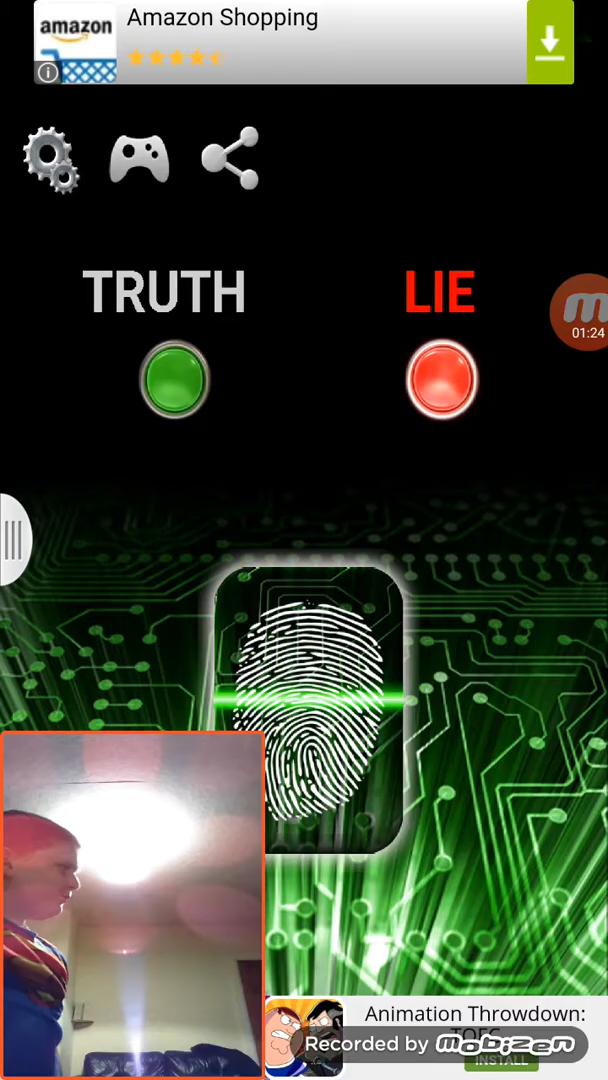 Amazon Shopping
amazon
TRUTH
LIE
01:24
Animation Throwdown:
Recorded by mobizen
INSTALL